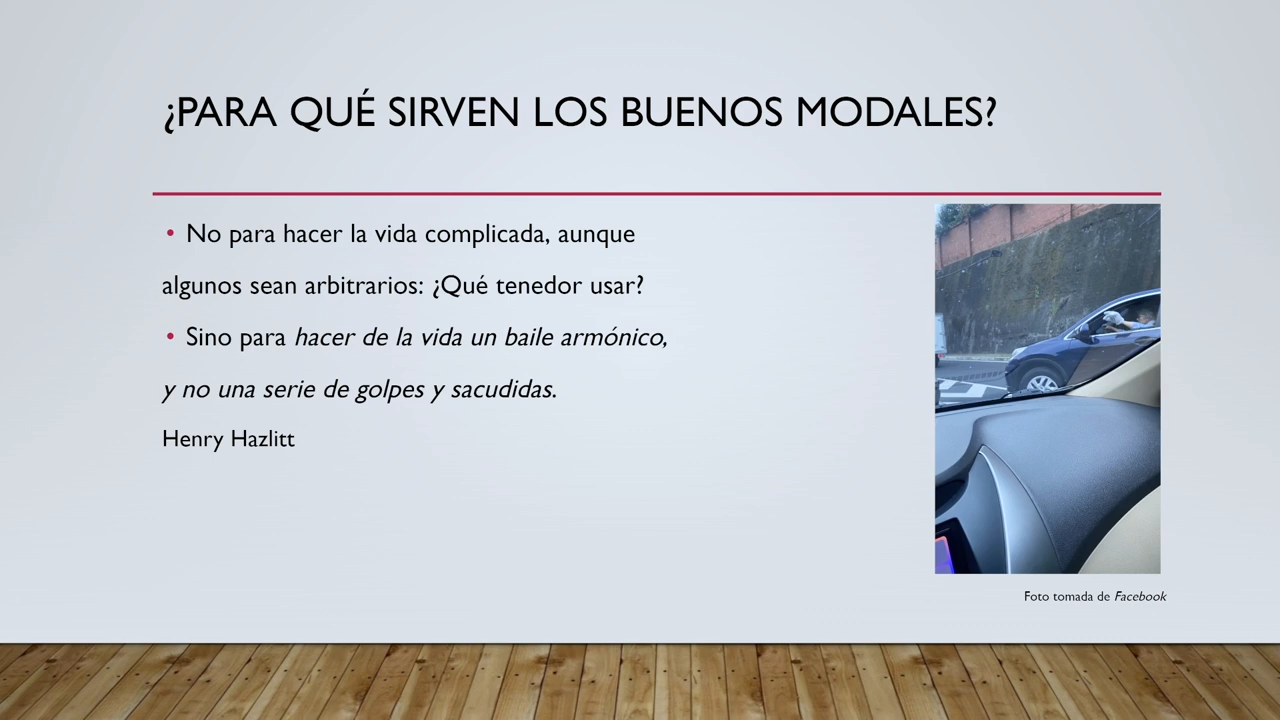 ¿PARA QUÉ SIRVEN LOS BUENOS MODALES?
• No para hacer la vida complicada, aunque
algunos sean arbitrarios: ¿Qué tenedor usar?
• Sino para hacer de la vida un baile armónico,
y no una serie de golpes y sacudidas.
Henry Hazlitt
Foto tomada de Facebook